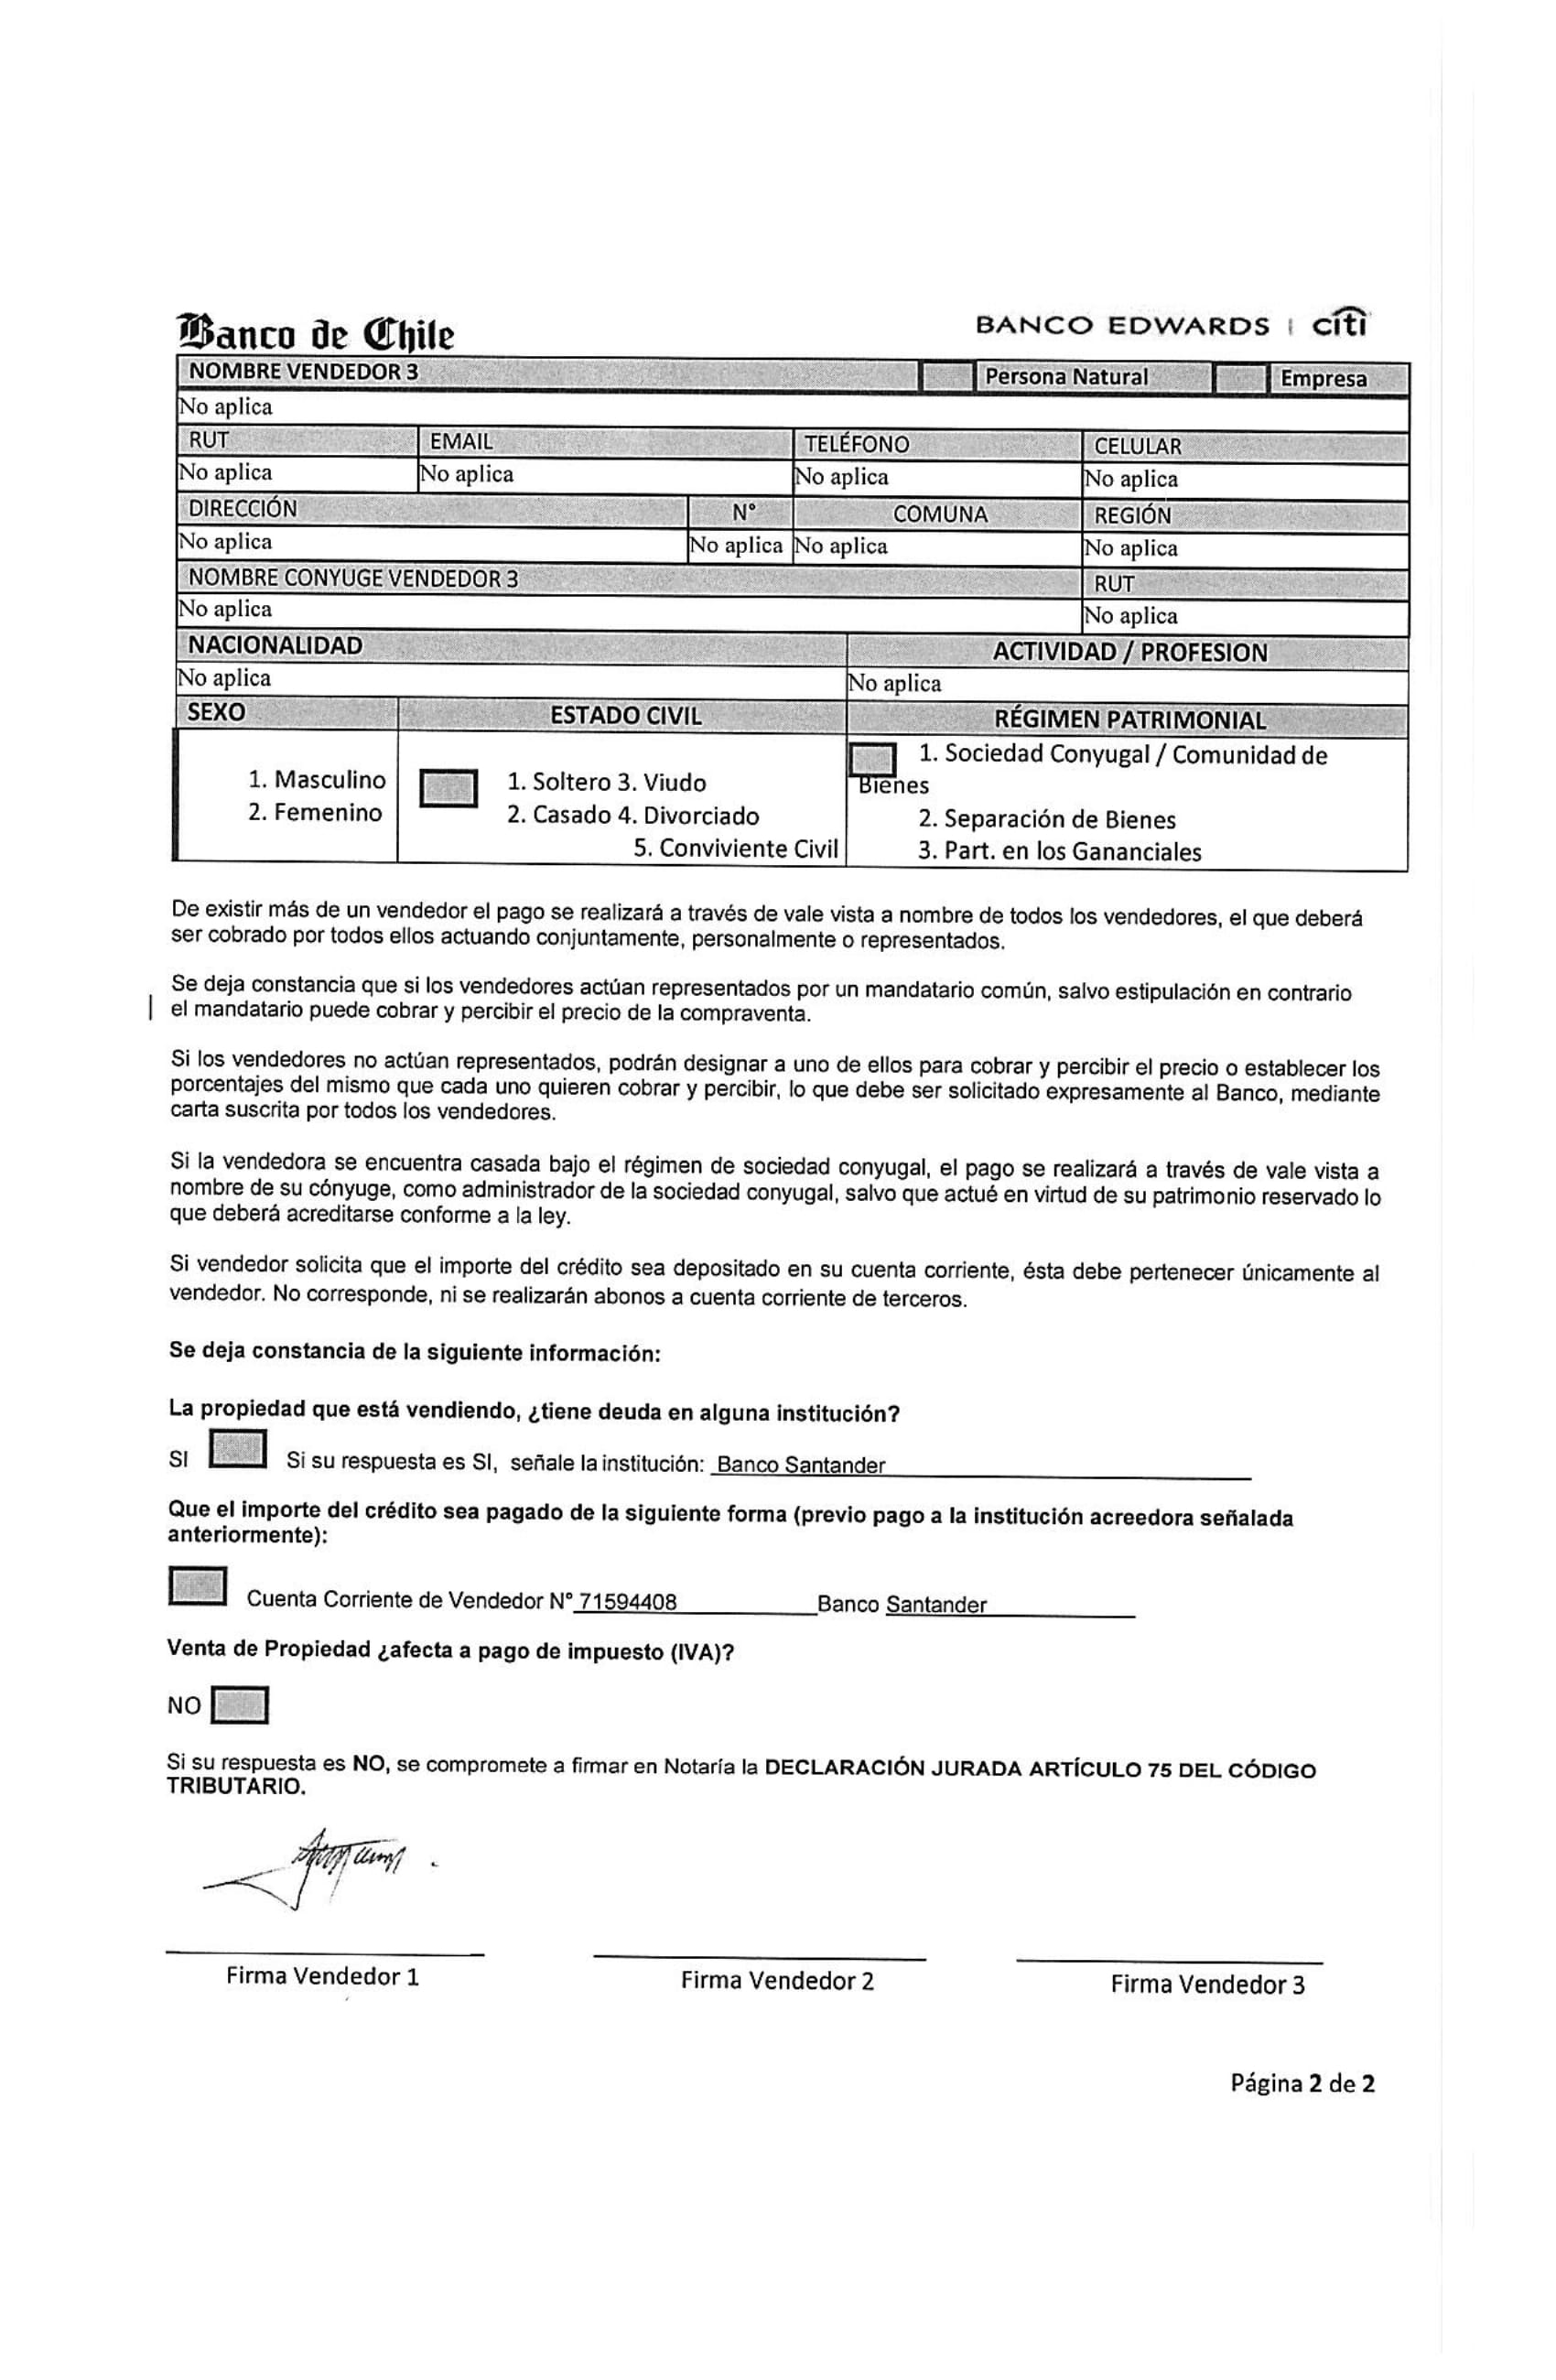 Banco de Chile
BANCO EDWARDS | citi
NOMBRE VENDEDOR 3 Persona Natural Empresa
No aplica
RUT EMAIL TELÉFONO CELULAR
No aplica No aplica No aplica No aplica
DIRECCIÓN N° COMUNA REGIÓN
No aplica No aplica No aplica No aplica
NOMBRE CONYUGE VENDEDOR 3 RUT
No aplica No aplica
NACIONALIDAD ACTIVIDAD / PROFESION
No aplica No aplica
SEXO ESTADO CIVIL RÉGIMEN PATRIMONIAL
1. Masculino
2. Femenino
1. Soltero 3. Viudo
2. Casado 4. Divorciado
5. Conviviente Civil
1. Sociedad Conyugal / Comunidad de
Bienes
2. Separación de Bienes
3. Part. en los Gananciales
De existir más de un vendedor el pago se realizará a través de vale vista a nombre de todos los vendedores, el que deberá
ser cobrado por todos ellos actuando conjuntamente, personalmente o representados.
Se deja constancia que si los vendedores actúan representados por un mandatario común, salvo estipulación en contrario
el mandatario puede cobrar y percibir el precio de la compraventa.
Si los vendedores no actúan representados, podrán designar a uno de ellos para cobrar y percibir el precio o establecer los
porcentajes del mismo que cada uno quieren cobrar y percibir, lo que debe ser solicitado expresamente al Banco, mediante
carta suscrita por todos los vendedores.
Si la vendedora se encuentra casada bajo el régimen de sociedad conyugal, el pago se realizará a través de vale vista a
nombre de su cónyuge, como administrador de la sociedad conyugal, salvo que actué en virtud de su patrimonio reservado lo
que deberá acreditarse conforme a la ley.
Si vendedor solicita que el importe del crédito sea depositado en su cuenta corriente, ésta debe pertenecer únicamente al
vendedor. No corresponde, ni se realizarán abonos a cuenta corriente de terceros.
Se deja constancia de la siguiente información:
La propiedad que está vendiendo, ¿tiene deuda en alguna institución?
SI Si su respuesta es SI, señale la institución: Banco Santander
Que el importe del crédito sea pagado de la siguiente forma (previo pago a la institución acreedora señalada
anteriormente):
Cuenta Corriente de Vendedor N° 71594408 Banco Santander
Venta de Propiedad ¿afecta a pago de impuesto (IVA)?
NO
Si su respuesta es NO, se compromete a firmar en Notaría la DECLARACIÓN JURADA ARTÍCULO 75 DEL CÓDIGO
TRIBUTARIO.
Firma Vendedor 1 Firma Vendedor 2 Firma Vendedor 3
Página 2 de 2